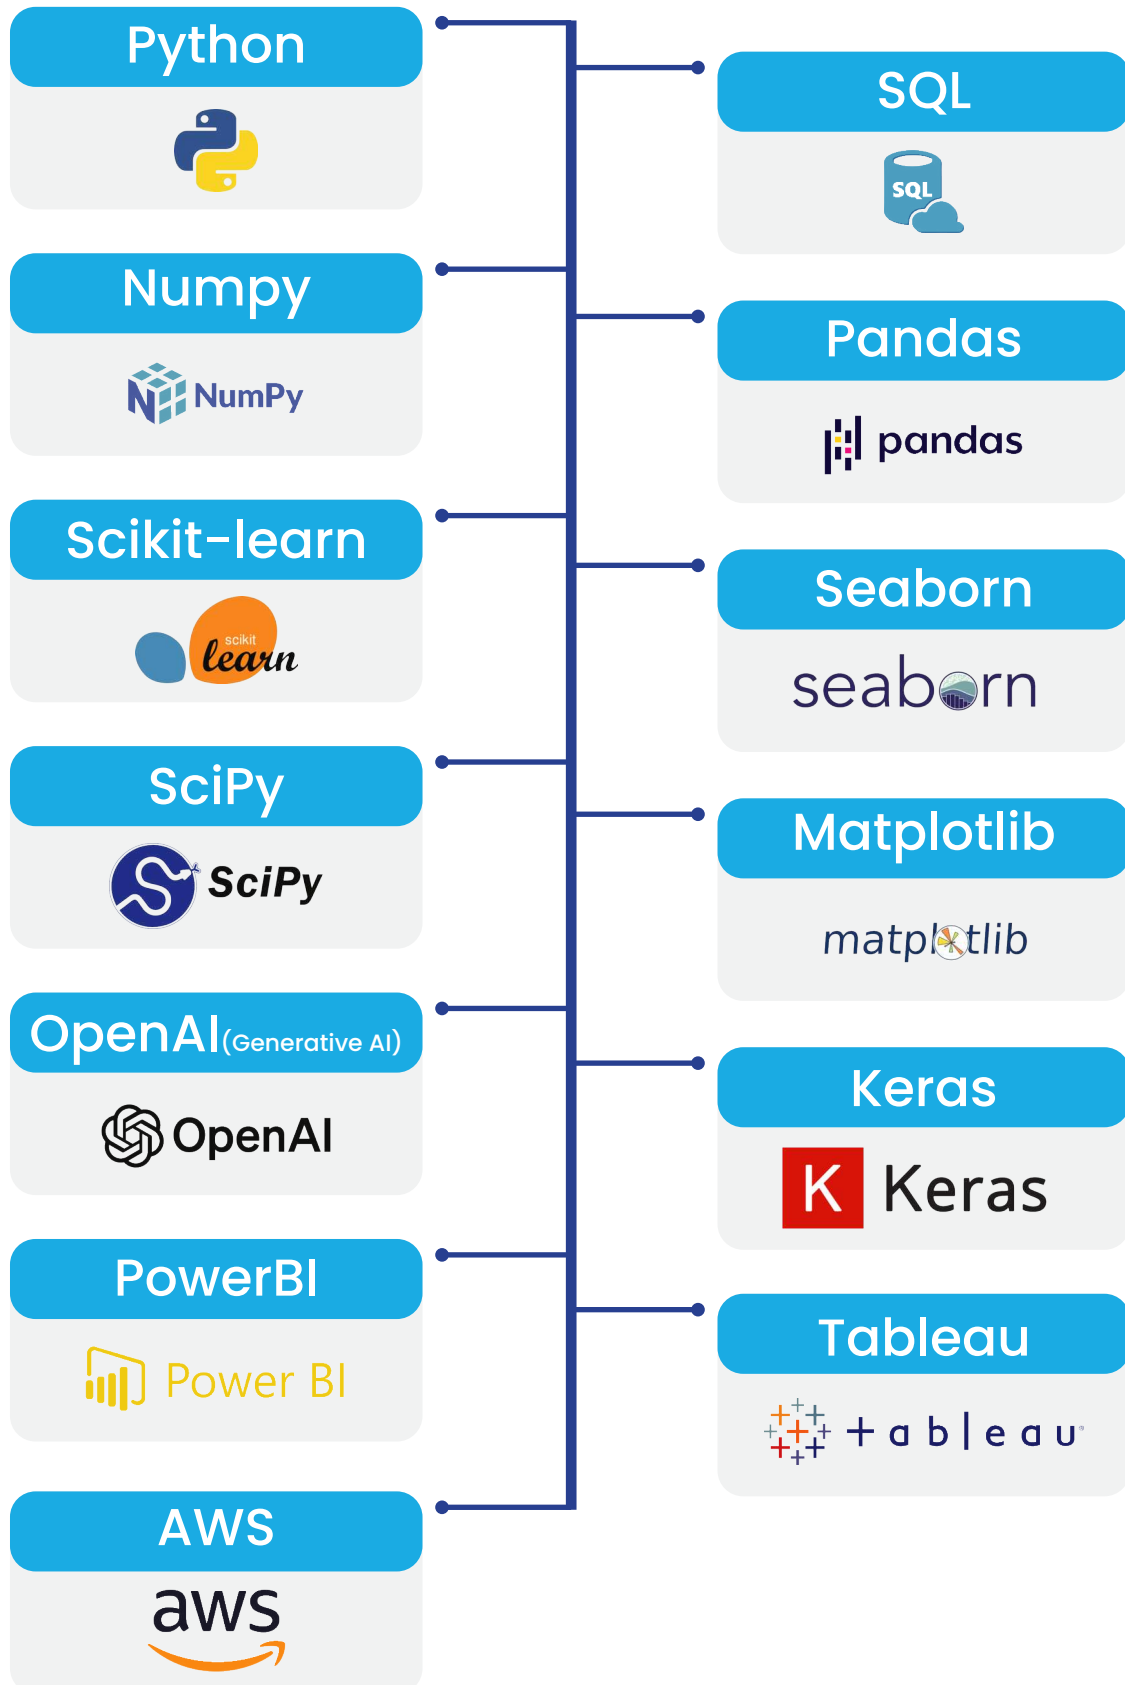 Python
SQL
SQL
Numpy
NumPy
Pandas
pandas
Scikit-learn
scikit
learn
Seaborn
seaborn
SciPy
SciPy
Matplotlib
matplotlib
OpenAI(Generative AI)
OpenAI
Keras
K Keras
PowerBI
Power BI
Tableau
+ableau
AWS
aws